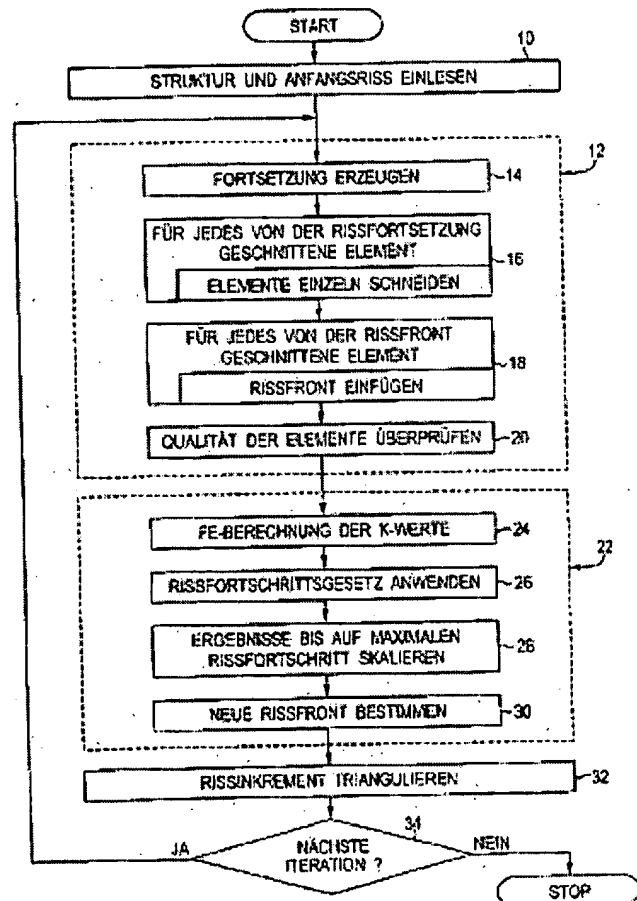 START
10
STRUKTUR UND ANFANGSRISS EINLESEN
12
FORTSETZUNG ERZEUGEN
14
FÜR JEDES VON DER RISSFORTSETZUNG
GESCHNITTENE ELEMENT
16
ELEMENTE EINZELN SCHNEIDEN
FÜR JEDES VON DER RISSFRONT
GESCHNITTENE ELEMENT
18
RISSFRONT EINFÜGEN
QUALITÄT DER ELEMENTE ÜBERPRÜFEN
20
22
FE-BERECHNUNG DER K-WERTE
24
RISSFORTSCHRITTSGESETZ ANWENDEN
26
ERGEBNISSE BIS AUF MAXIMALEN
RISSFORTSCHRITT SKALIEREN
26
NEUE RISSFRONT BESTIMMEN
30
RISSINKREMENT TRIANGULIEREN
32
34
JA
NÄCHSTE
ITERATION ?
NEIN
STOP